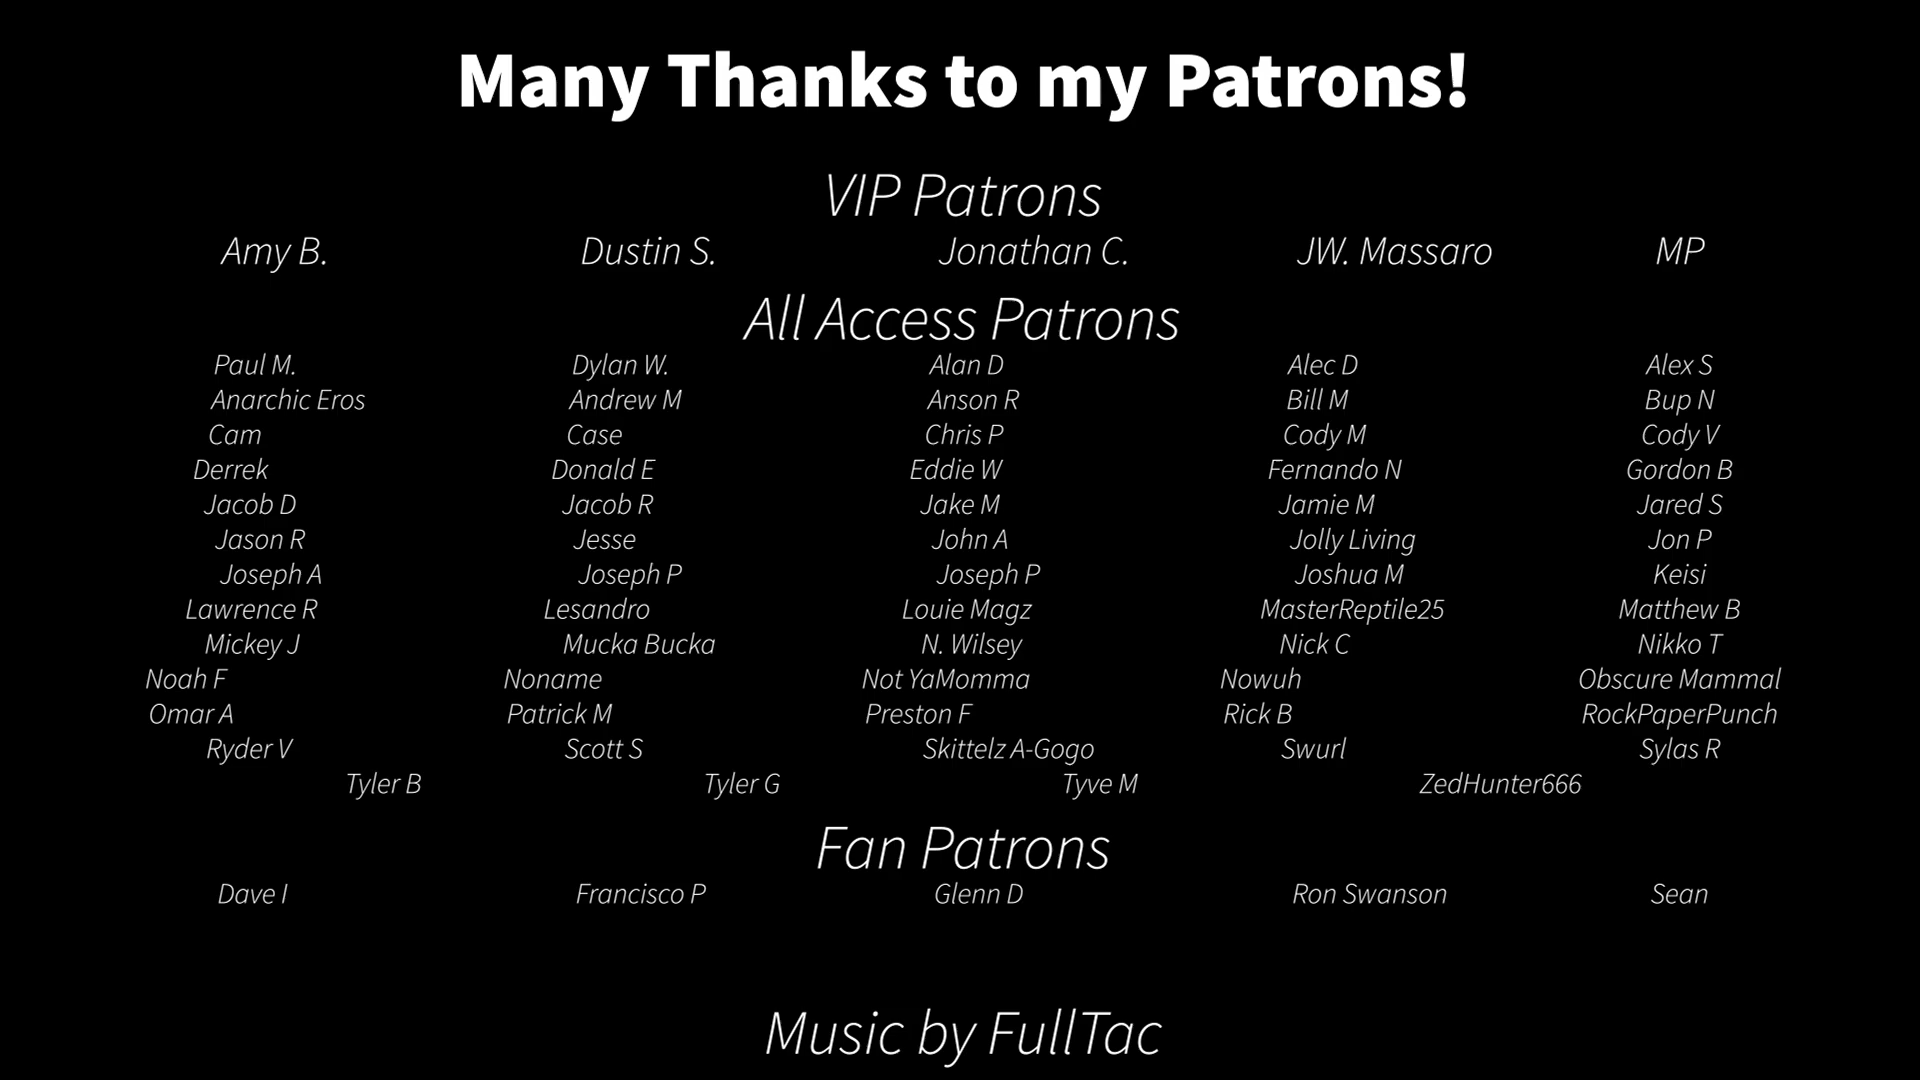 Many Thanks to my Patrons!
VIP Patrons
Amy B. Dustin S. Jonathan C. JW. Massaro MP
All Access Patrons
Paul M. Dylan W. Alan D Alec D Alex S
Anarchic Eros Andrew M Anson R Bill M Bup N
Cam Case Chris P Cody M Cody V
Derrek Donald E Eddie W Fernando N Gordon B
Jacob D Jacob R Jake M Jamie M Jared S
Jason R Jesse John A Jolly Living Jon P
Joseph A Joseph P Joseph P Joshua M Keisi
Lawrence R Lesandro Louie Magz MasterReptile25 Matthew B
Mickey J Mucka Bucka N. Wilsey Nick C Nikko T
Noah F Noname Not YaMomma Nowuh Obscure Mammal
Omar A Patrick M Preston F Rick B RockPaperPunch
Ryder V Scott S Skittelz A-Gogo Swurl Sylas R
Tyler B Tyler G Tyve M ZedHunter666
Fan Patrons
Dave I Francisco P Glenn D Ron Swanson Sean
Music by FullTac